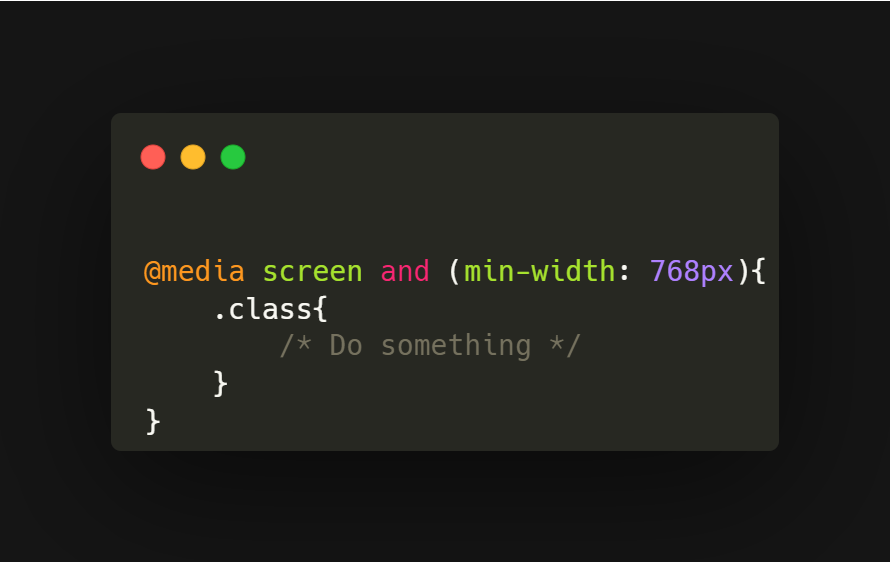 @media screen and (min-width: 768px){
    .class{
        /* Do something */
    }
}